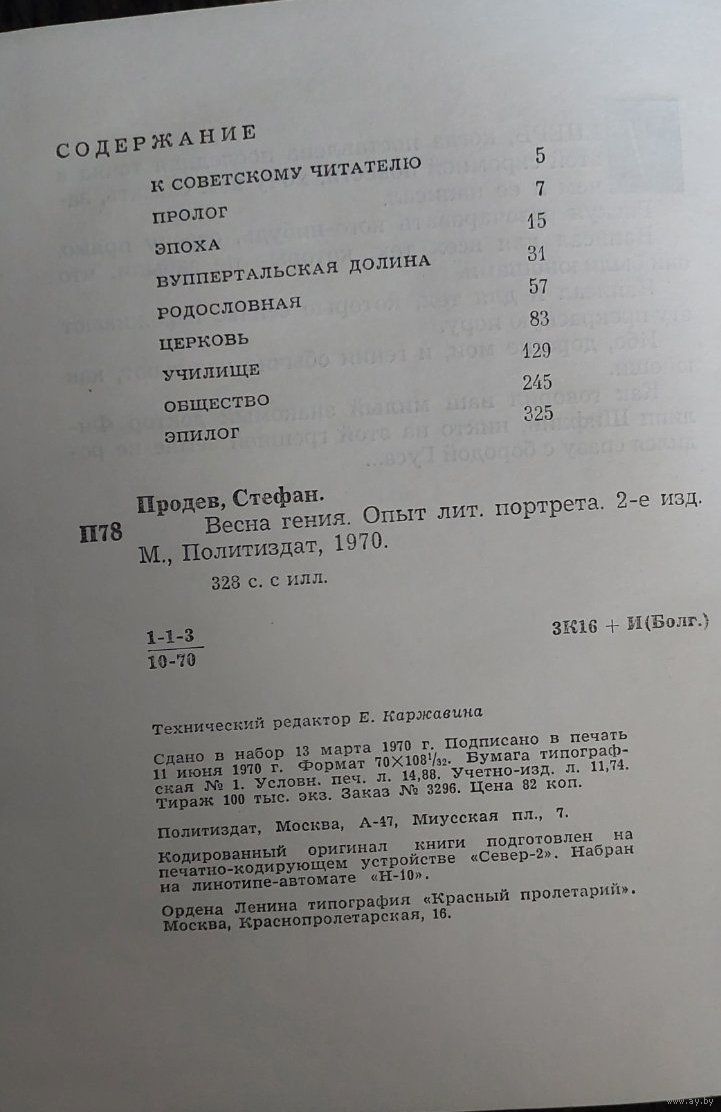 СОДЕРЖАНИЕ
К СОВЕТСКОМУ ЧИТАТЕЛЮ 5
ПРОЛОГ 7
ЭПОХА 15
ВУППЕРТАЛЬСКАЯ ДОЛИНА 31
РОДОСЛОВНАЯ 57
ЦЕРКОВЬ 83
УЧИЛИЩЕ 129
ОБЩЕСТВО 245
ЭПИЛОГ 325
Продев, Стефан.
П78 Весна гения. Опыт лит. портрета. 2-е изд.
М., Политиздат, 1970.
328 с. с илл.
1-1-3
10-70
3К16 + И(Болг.)
Технический редактор Е. Каржавина
Сдано в набор 13 марта 1970 г. Подписано в печать
11 июня 1970 г. Формат 70×108¹/₃₂. Бумага типограф-
ская № 1. Условн. печ. л. 14,88. Учетно-изд. л. 11,74.
Тираж 100 тыс. экз. Заказ № 3296. Цена 82 коп.
Политиздат, Москва, А-47, Миусская пл., 7.
Кодированный оригинал книги подготовлен на
печатно-кодирующем устройстве «Север-2». Набран
на линотипе-автомате «Н-10».
Ордена Ленина типография «Красный пролетарий».
Москва, Краснопролетарская, 16.
www.ay.by